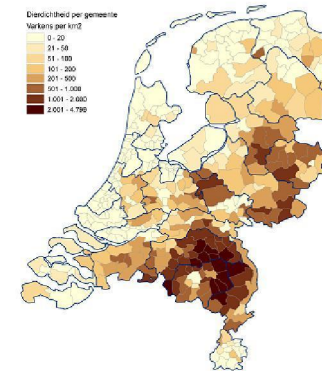 Dierdichtheid per gemeente
Varkens per km2
0 - 20
21 - 50
51 - 100
101 - 200
201 - 500
501 - 1.000
1.001 - 2.000
2.001 - 4.799